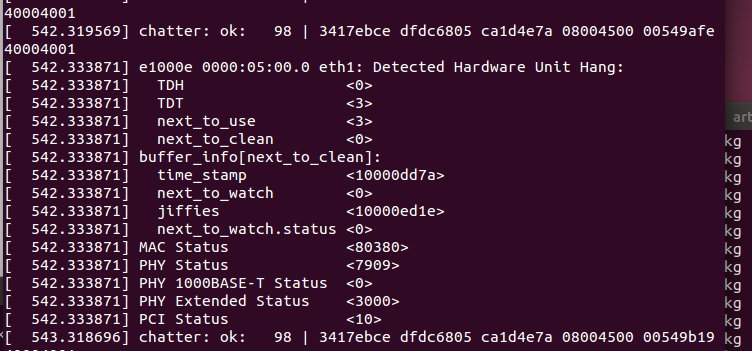 40004001
[  542.319569] chatter: ok:   98 | 3417ebce dfdc6805 ca1d4e7a 08004500 00549afe
40004001
[  542.333871] e1000e 0000:05:00.0 eth1: Detected Hardware Unit Hang:
[  542.333871]   TDH                  <0>
[  542.333871]   TDT                  <3>
[  542.333871]   next_to_use          <3>
[  542.333871]   next_to_clean        <0>
[  542.333871] buffer_info[next_to_clean]:
[  542.333871]   time_stamp           <10000dd7a>
[  542.333871]   next_to_watch        <0>
[  542.333871]   jiffies              <10000ed1e>
[  542.333871]   next_to_watch.status <0>
[  542.333871] MAC Status             <80380>
[  542.333871] PHY Status             <7909>
[  542.333871] PHY 1000BASE-T Status  <0>
[  542.333871] PHY Extended Status    <3000>
[  542.333871] PCI Status             <10>
[  543.318696] chatter: ok:   98 | 3417ebce dfdc6805 ca1d4e7a 08004500 00549b19
art
kg
kg
kg
kg
kg
kg
kg
kg
kg
kg
kg